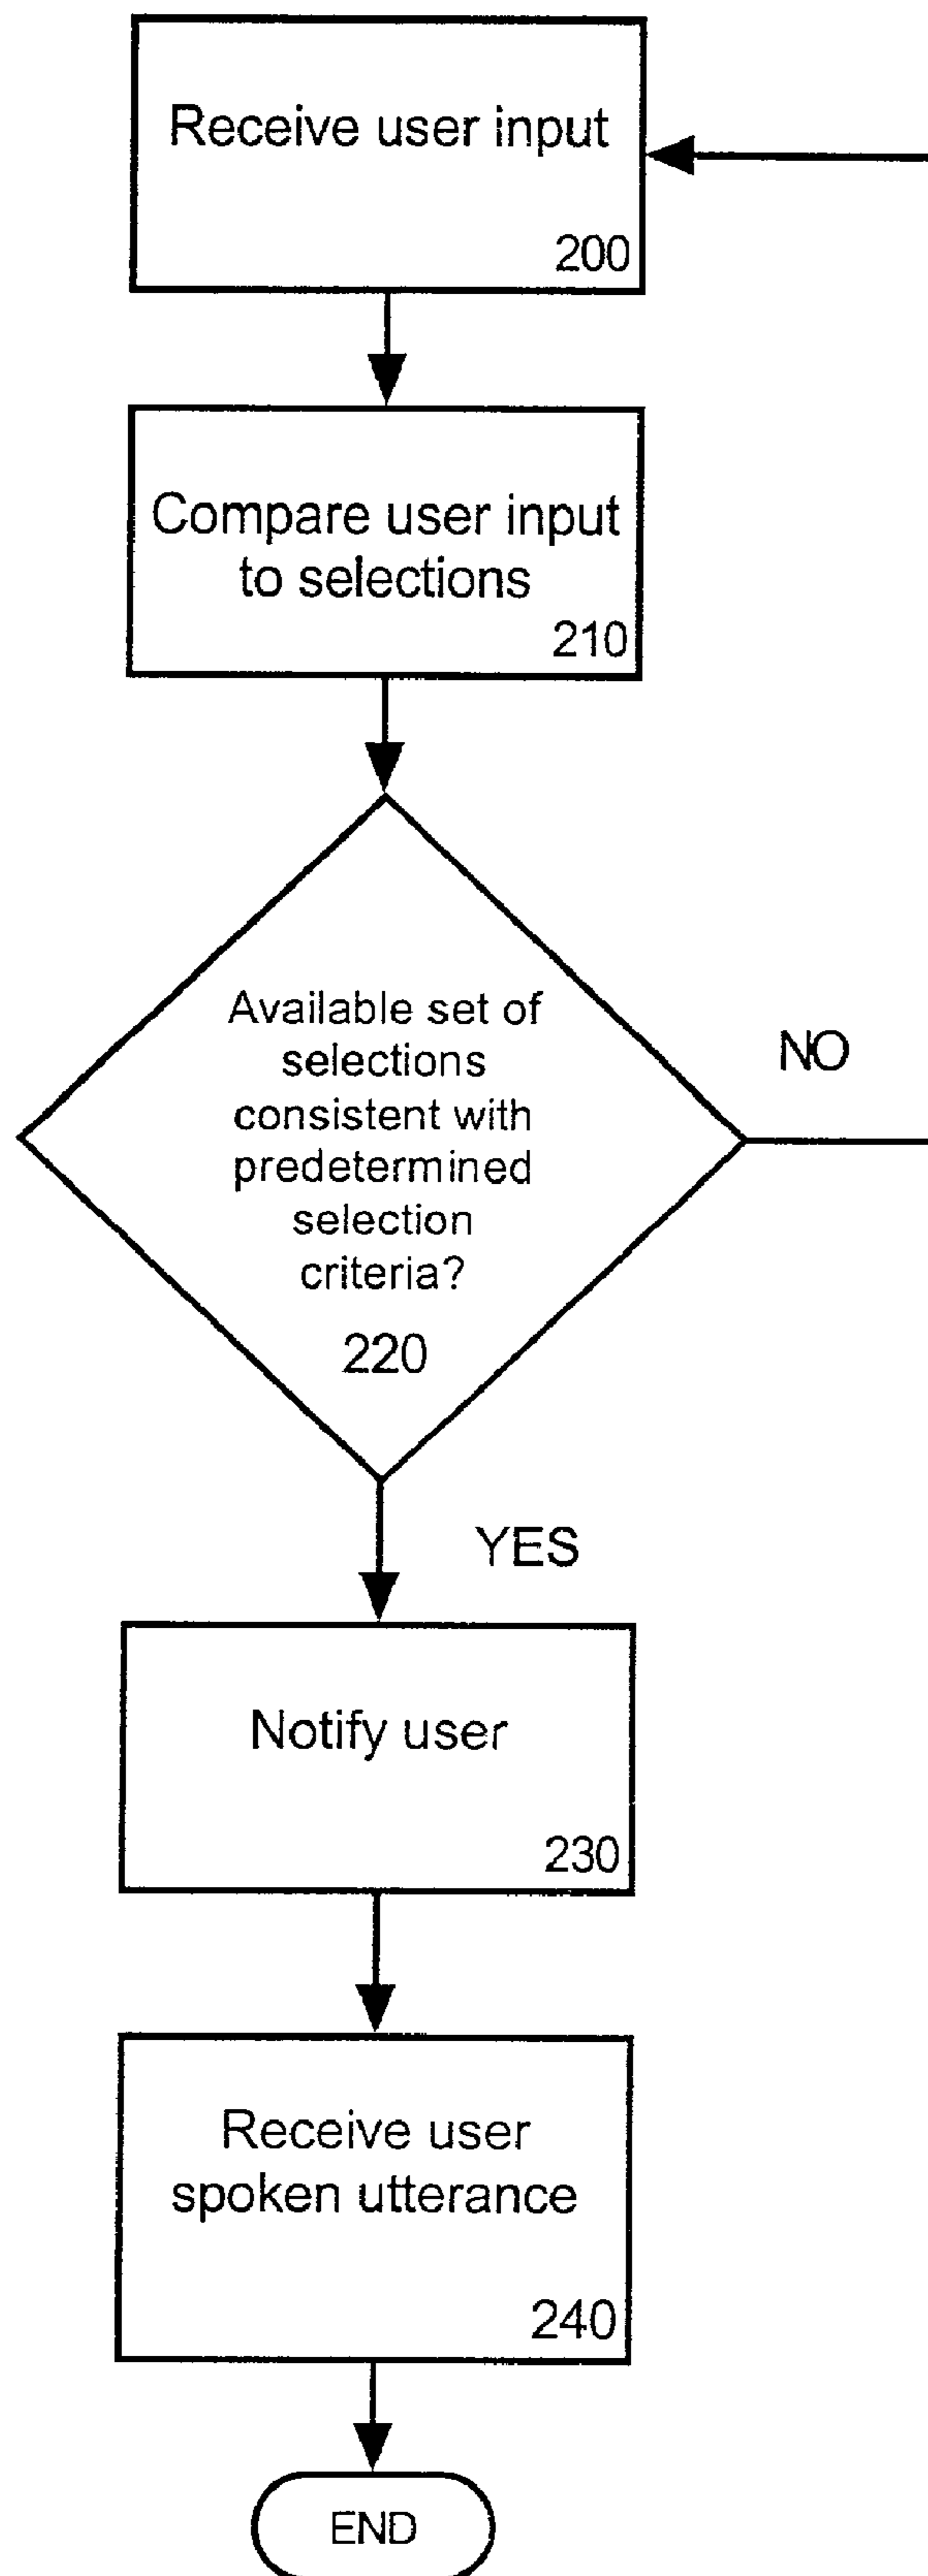 Receive user input
200
Compare user input
to selections
210
Available set of
selections
consistent with
predetermined
selection
criteria?
220
NO
YES
Notify user
230
Receive user
spoken utterance
240
END